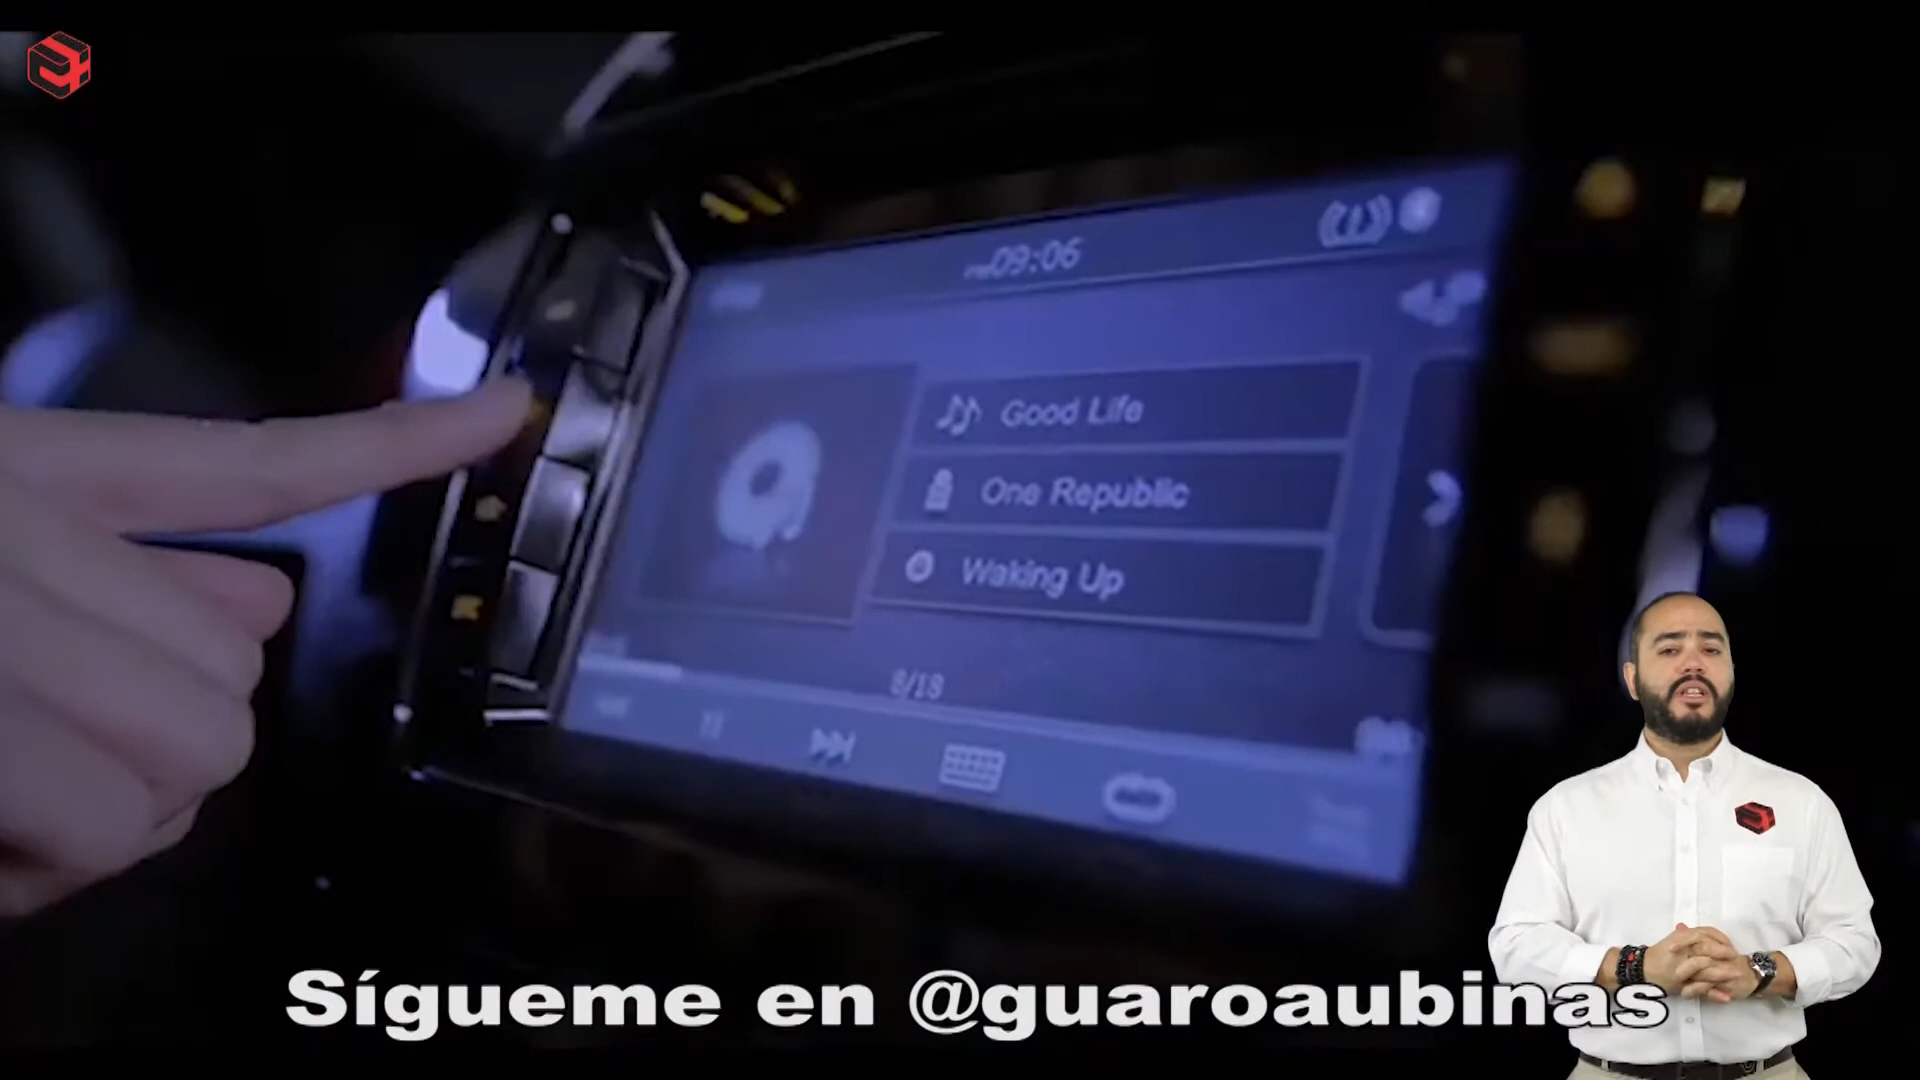 09:06
Good Life
One Republic
Waking Up
8/18
Sígueme en @guaroaubinas